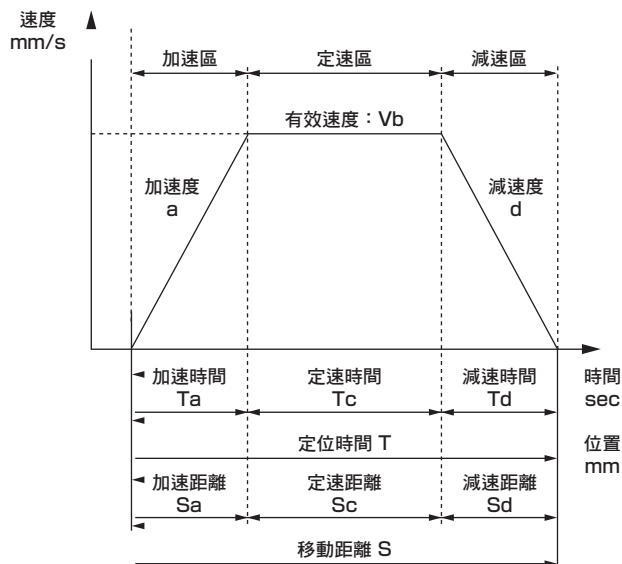 速度
mm/s
加速區
定速區
減速區
有效速度：Vb
加速度
a
減速度
d
加速時間
Ta
定速時間
Tc
減速時間
Td
時間
sec
定位時間 T
位置
mm
加速距離
Sa
定速距離
Sc
減速距離
Sd
移動距離 S